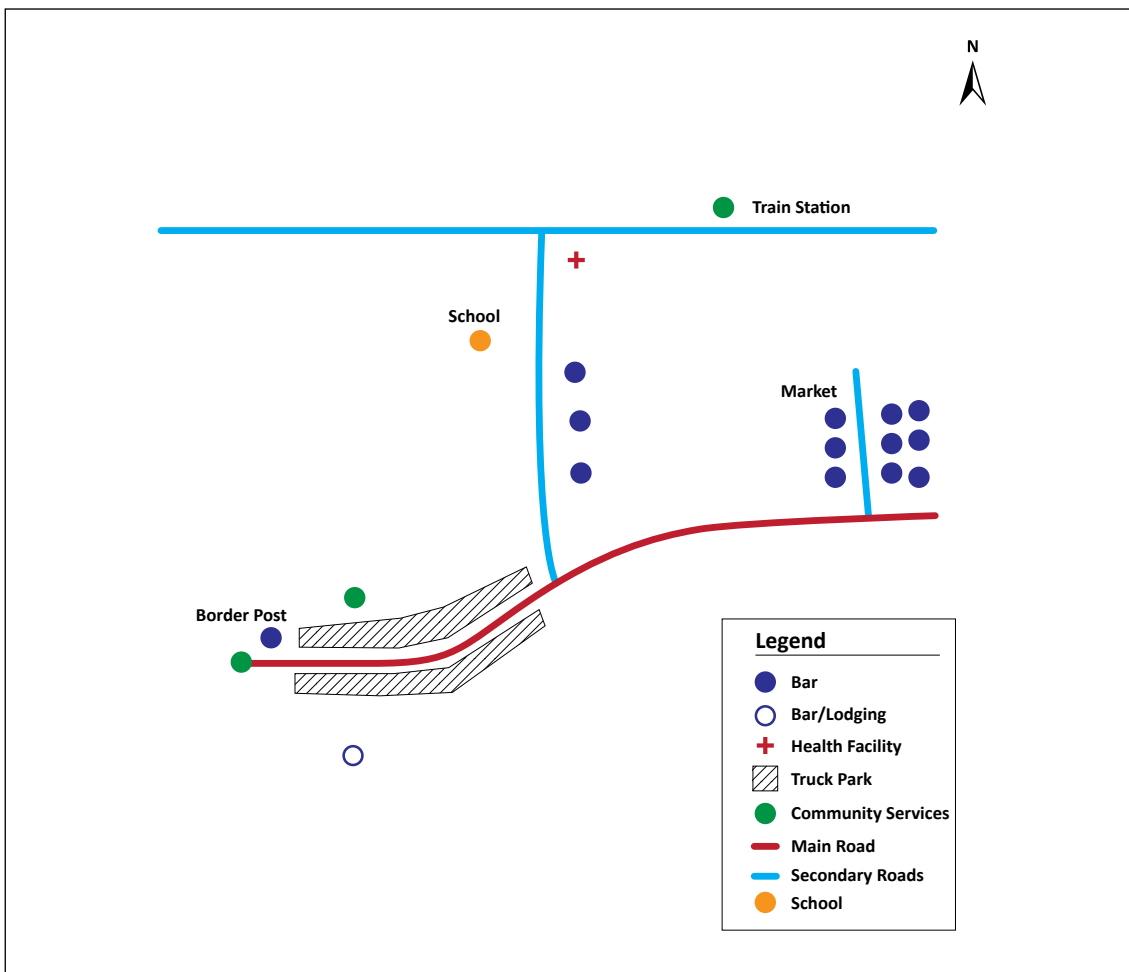 N
Train Station
School
Market
Border Post
Legend
Bar
Bar/Lodging
Health Facility
Truck Park
Community Services
Main Road
Secondary Roads
School